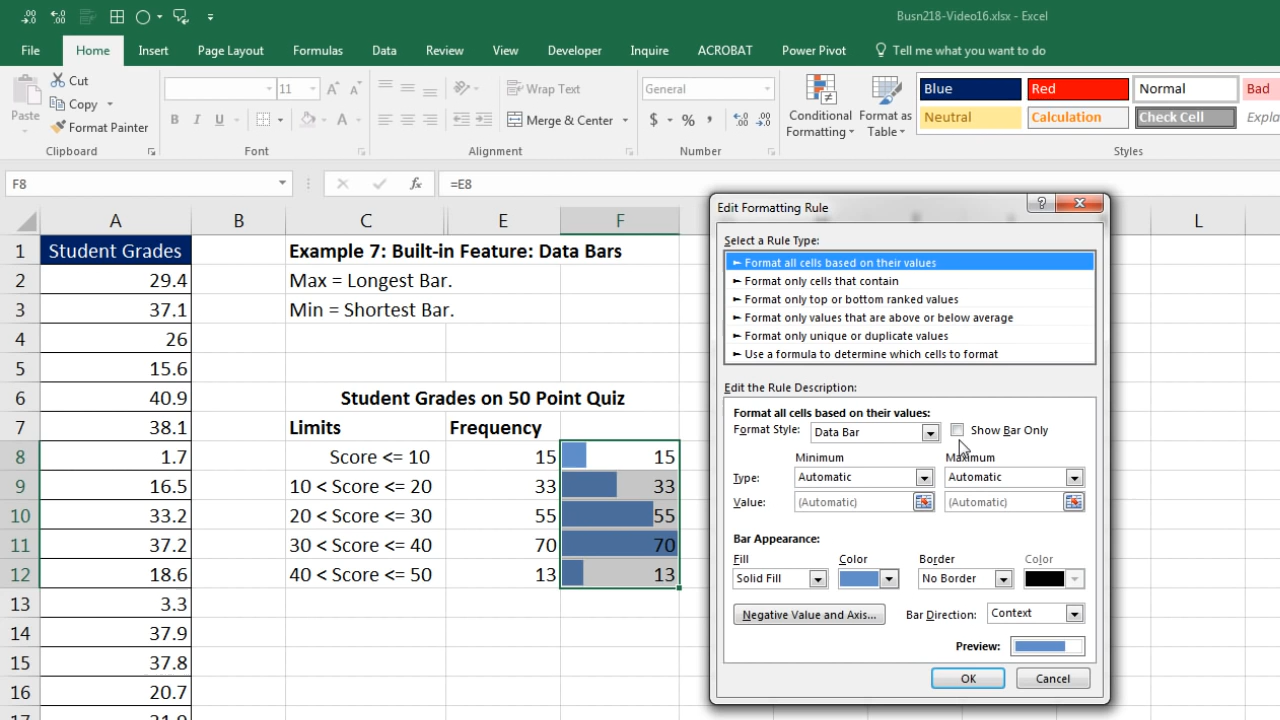 Busn218-Video16.xlsx - Excel
File Home Insert Page Layout Formulas Data Review View Developer Inquire ACROBAT Power Pivot Tell me what you want to do
Cut
Copy
Format Painter
Paste
Clipboard
11 A A
B I U A
Font
Wrap Text
Merge & Center
Alignment
General
$ % ,
Number
Conditional Formatting
Format as Table
Blue Red Normal Bad
Neutral Calculation Check Cell
Styles
F8 fx =E8
A B C E F L
1 Student Grades Example 7: Built-in Feature: Data Bars
2 29.4 Max = Longest Bar.
3 37.1 Min = Shortest Bar.
4 26
5 15.6
6 40.9 Student Grades on 50 Point Quiz
7 38.1 Limits Frequency
8 1.7 Score <= 10 15 15
9 16.5 10 < Score <= 20 33 33
10 33.2 20 < Score <= 30 55 55
11 37.2 30 < Score <= 40 70 70
12 18.6 40 < Score <= 50 13 13
13 3.3
14 37.9
15 37.8
16 20.7
Edit Formatting Rule
Select a Rule Type:
► Format all cells based on their values
► Format only cells that contain
► Format only top or bottom ranked values
► Format only values that are above or below average
► Format only unique or duplicate values
► Use a formula to determine which cells to format
Edit the Rule Description:
Format all cells based on their values:
Format Style: Data Bar Show Bar Only
Minimum Maximum
Type: Automatic Automatic
Value: (Automatic) (Automatic)
Bar Appearance:
Fill Color Border Color
Solid Fill No Border
Negative Value and Axis... Bar Direction: Context
Preview:
OK Cancel